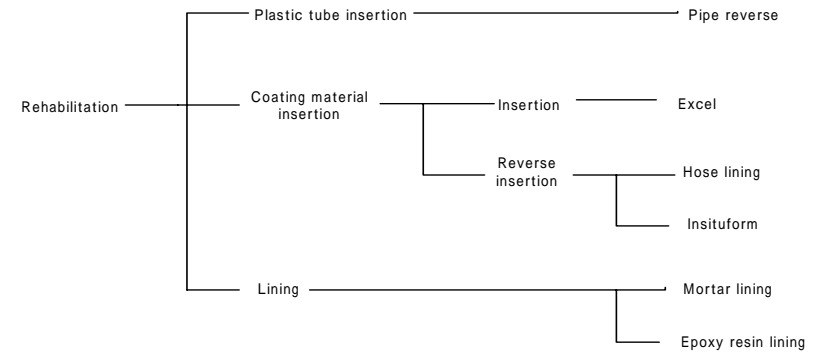 Plastic tube insertion
Pipe reverse
Rehabilitation
Coating material
insertion
Insertion
Excel
Reverse
insertion
Hose lining
Insituform
Lining
Mortar lining
Epoxy resin lining